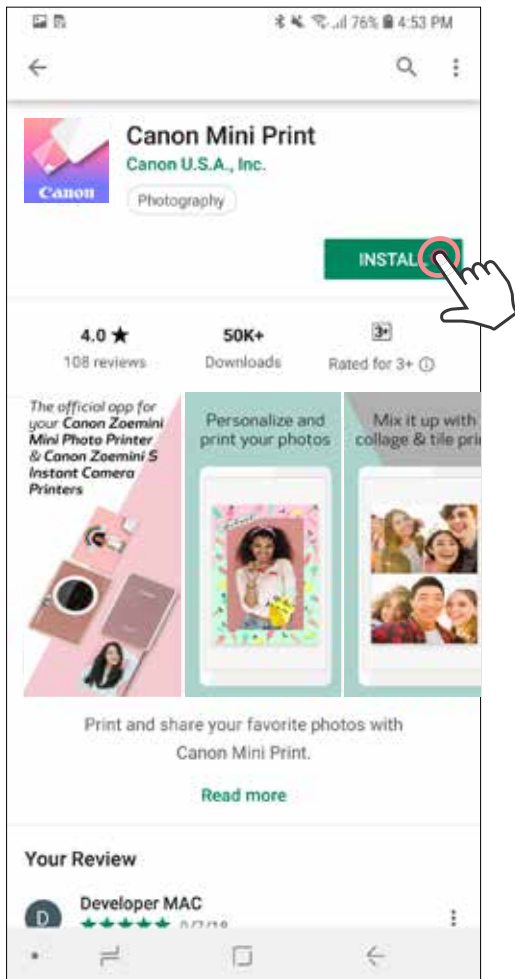 76% 4:53 PM
Canon Mini Print
Canon U.S.A., Inc.
Canon
Photography
INSTALL
4.0 ★
50K+
3+
108 reviews
Downloads
Rated for 3+
The official app for
your Canon Zoemini
Mini Photo Printer
& Canon Zoemini S
Instant Camera
Printers
Personalize and
print your photos
Mix it up with
collage & tile pri
Print and share your favorite photos with
Canon Mini Print.
Read more
Your Review
D
Developer MAC